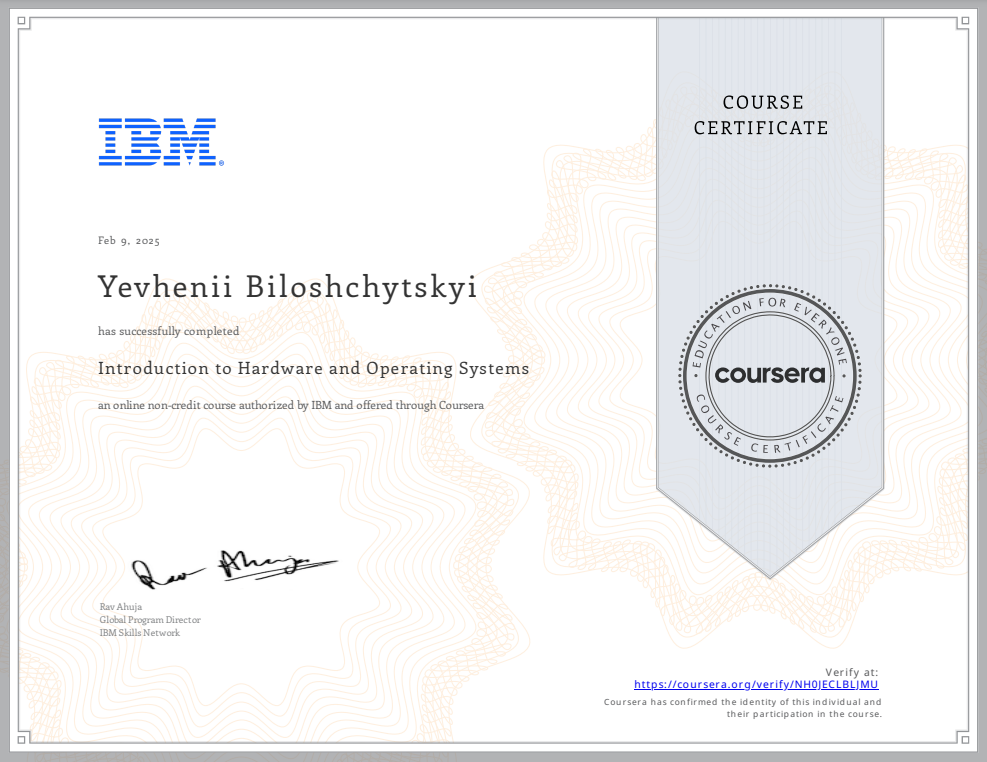 COURSE
CERTIFICATE
IBM®
Feb 9, 2025
Yevhenii Biloshchytskyi
has successfully completed
Introduction to Hardware and Operating Systems
an online non-credit course authorized by IBM and offered through Coursera
EDUCATION FOR EVERYONE
coursera
COURSE CERTIFICATE
Rav Ahuja
Rav Ahuja
Global Program Director
IBM Skills Network
Verify at:
https://coursera.org/verify/NH0JECLBLJMU
Coursera has confirmed the identity of this individual and
their participation in the course.